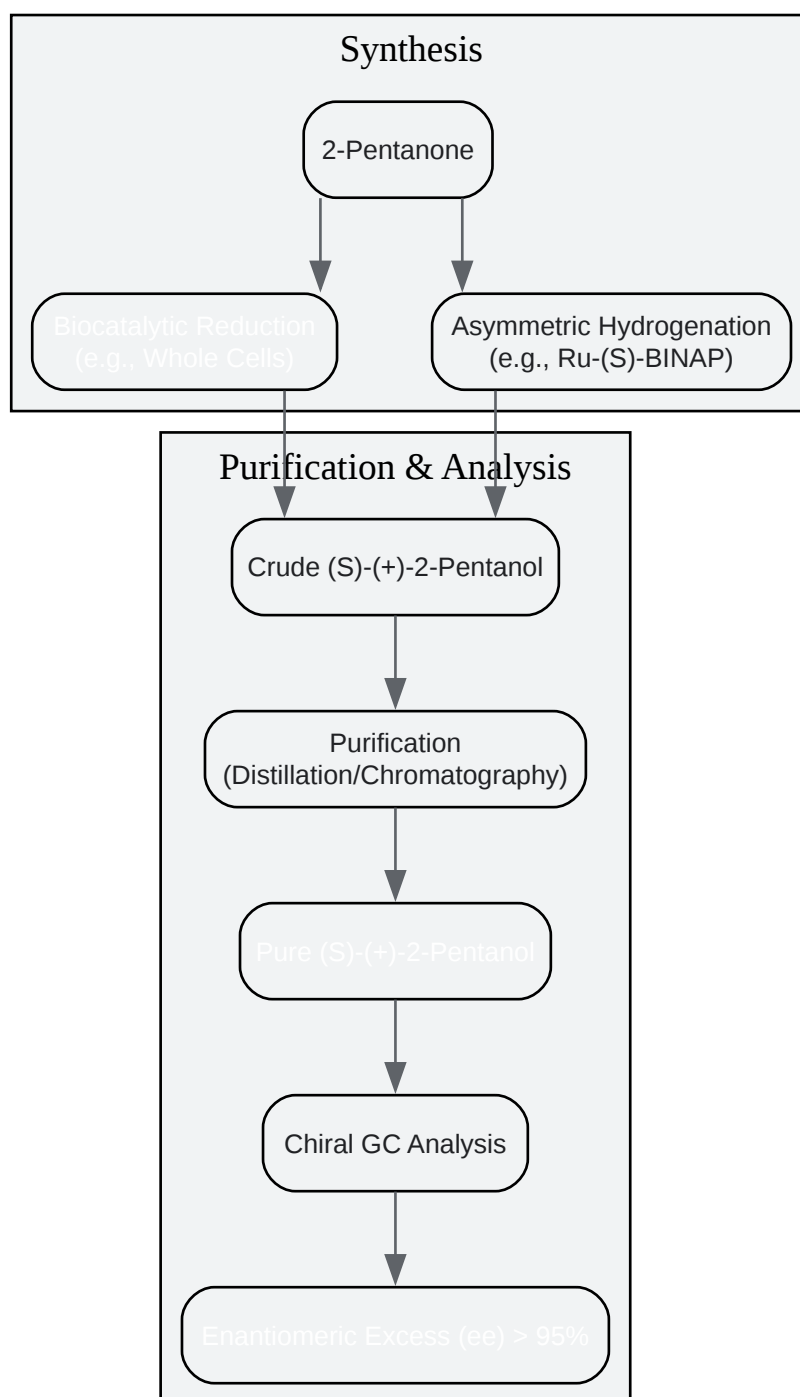 Synthesis
2-Pentanone
Biocatalytic Reduction
(e.g., Whole Cells)
Asymmetric Hydrogenation
(e.g., Ru-(S)-BINAP)
Purification & Analysis
Crude (S)-(+)-2-Pentanol
Purification
(Distillation/Chromatography)
Pure (S)-(+)-2-Pentanol
Chiral GC Analysis
Enantiomeric Excess (ee) > 95%